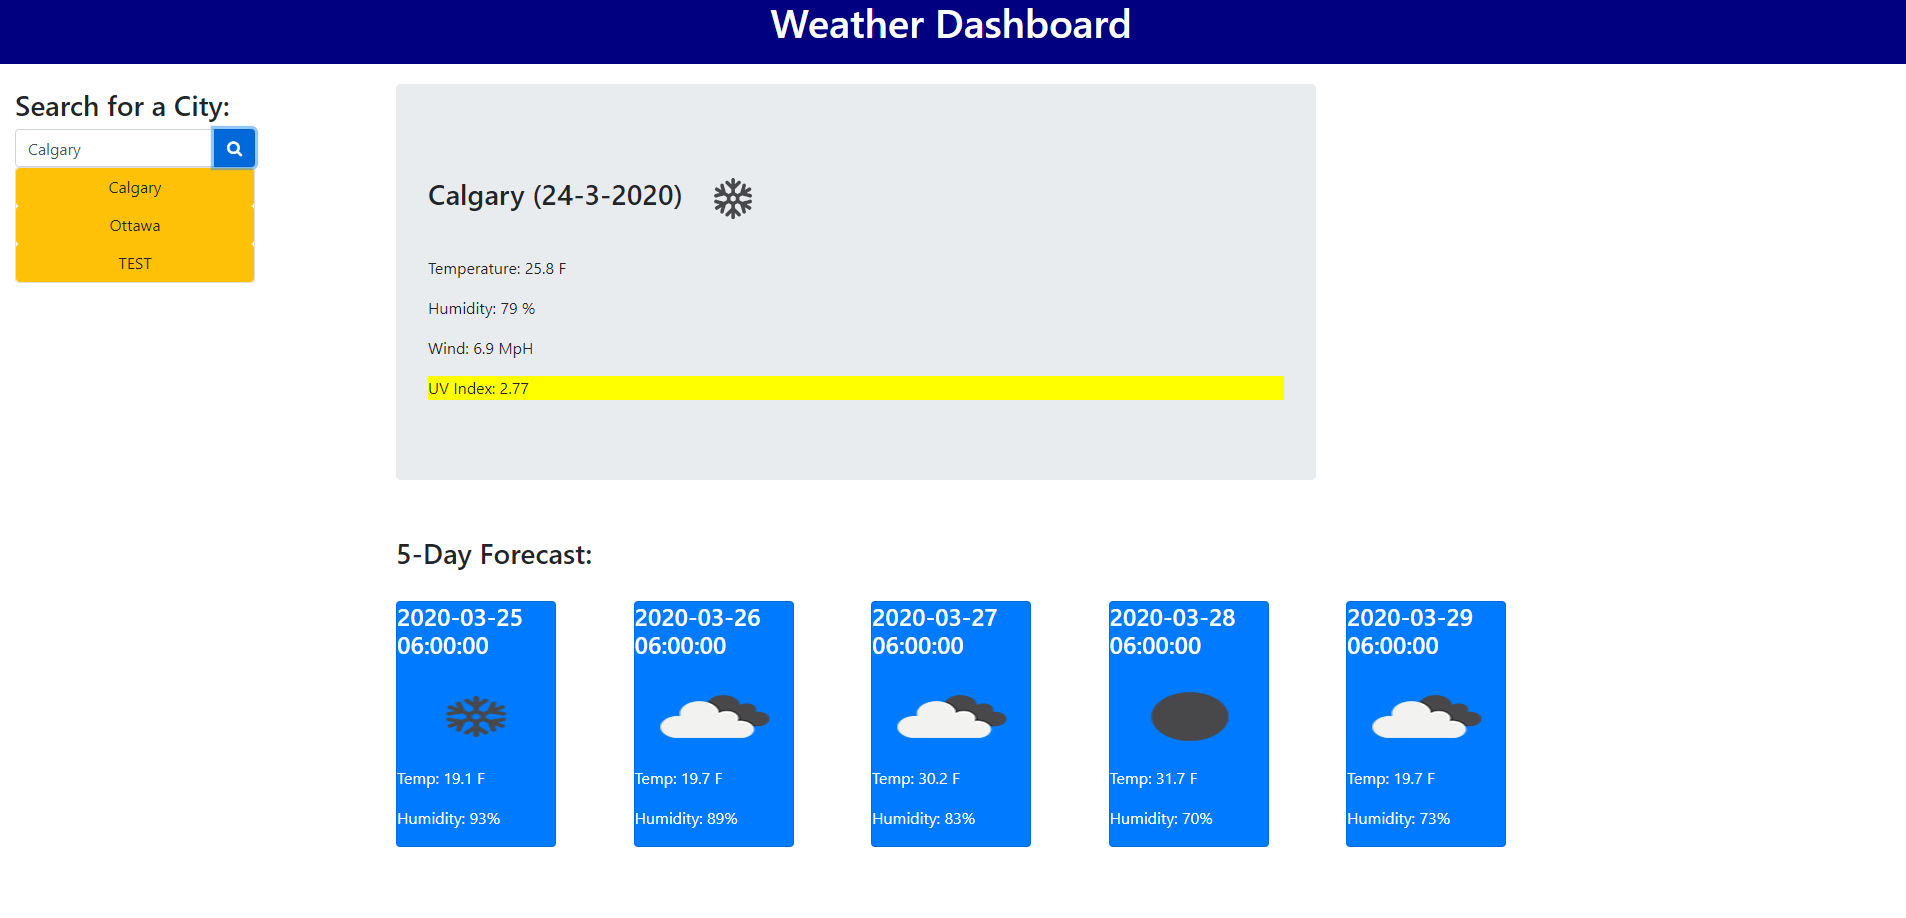 Weather Dashboard
Search for a City:
Calgary
Calgary
Ottawa
TEST
Calgary (24-3-2020)
Temperature: 25.8 F
Humidity: 79 %
Wind: 6.9 MpH
UV Index: 2.77
5-Day Forecast:
2020-03-25
06:00:00
Temp: 19.1 F
Humidity: 93%
2020-03-26
06:00:00
Temp: 19.7 F
Humidity: 89%
2020-03-27
06:00:00
Temp: 30.2 F
Humidity: 83%
2020-03-28
06:00:00
Temp: 31.7 F
Humidity: 70%
2020-03-29
06:00:00
Temp: 19.7 F
Humidity: 73%